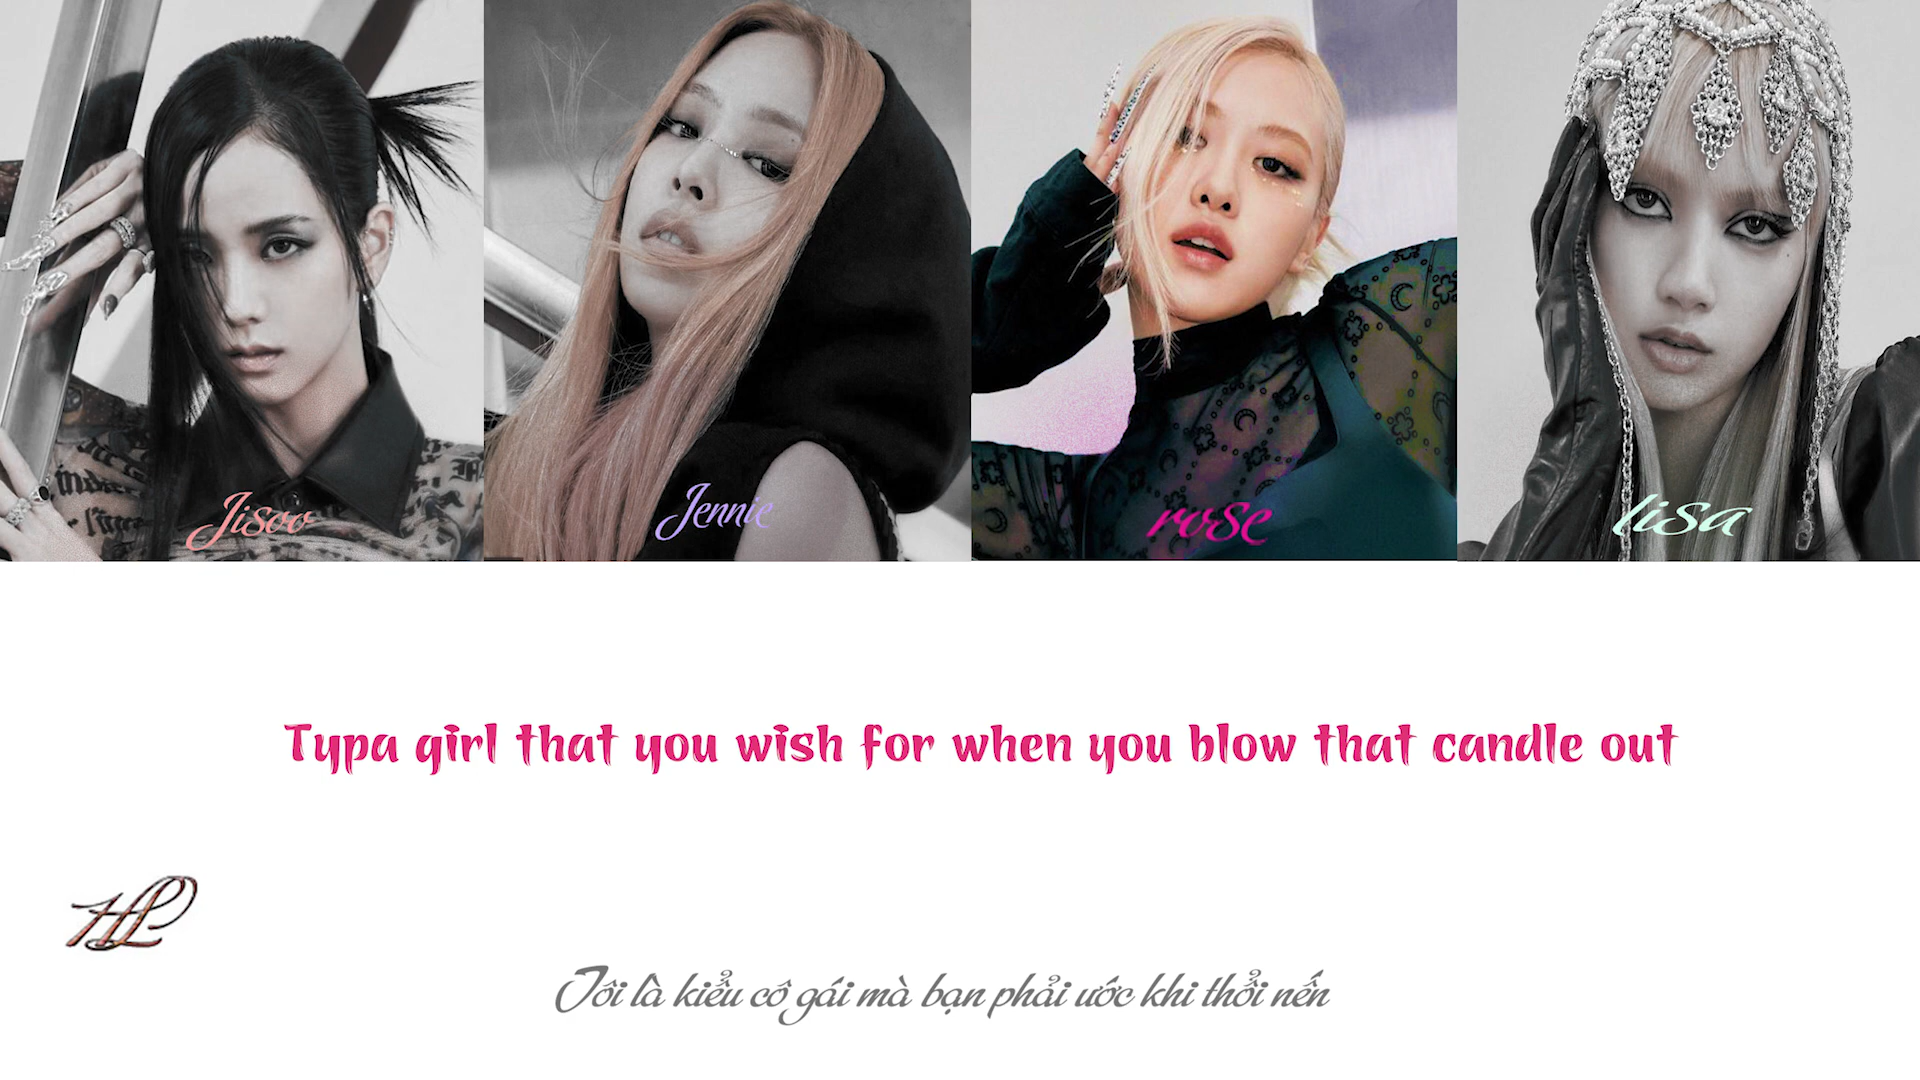 Jisoo
Jennie
rose
lisa
Typa girl that you wish for when you blow that candle out
HL
Tôi là kiểu cô gái mà bạn phải ước khi thổi nến